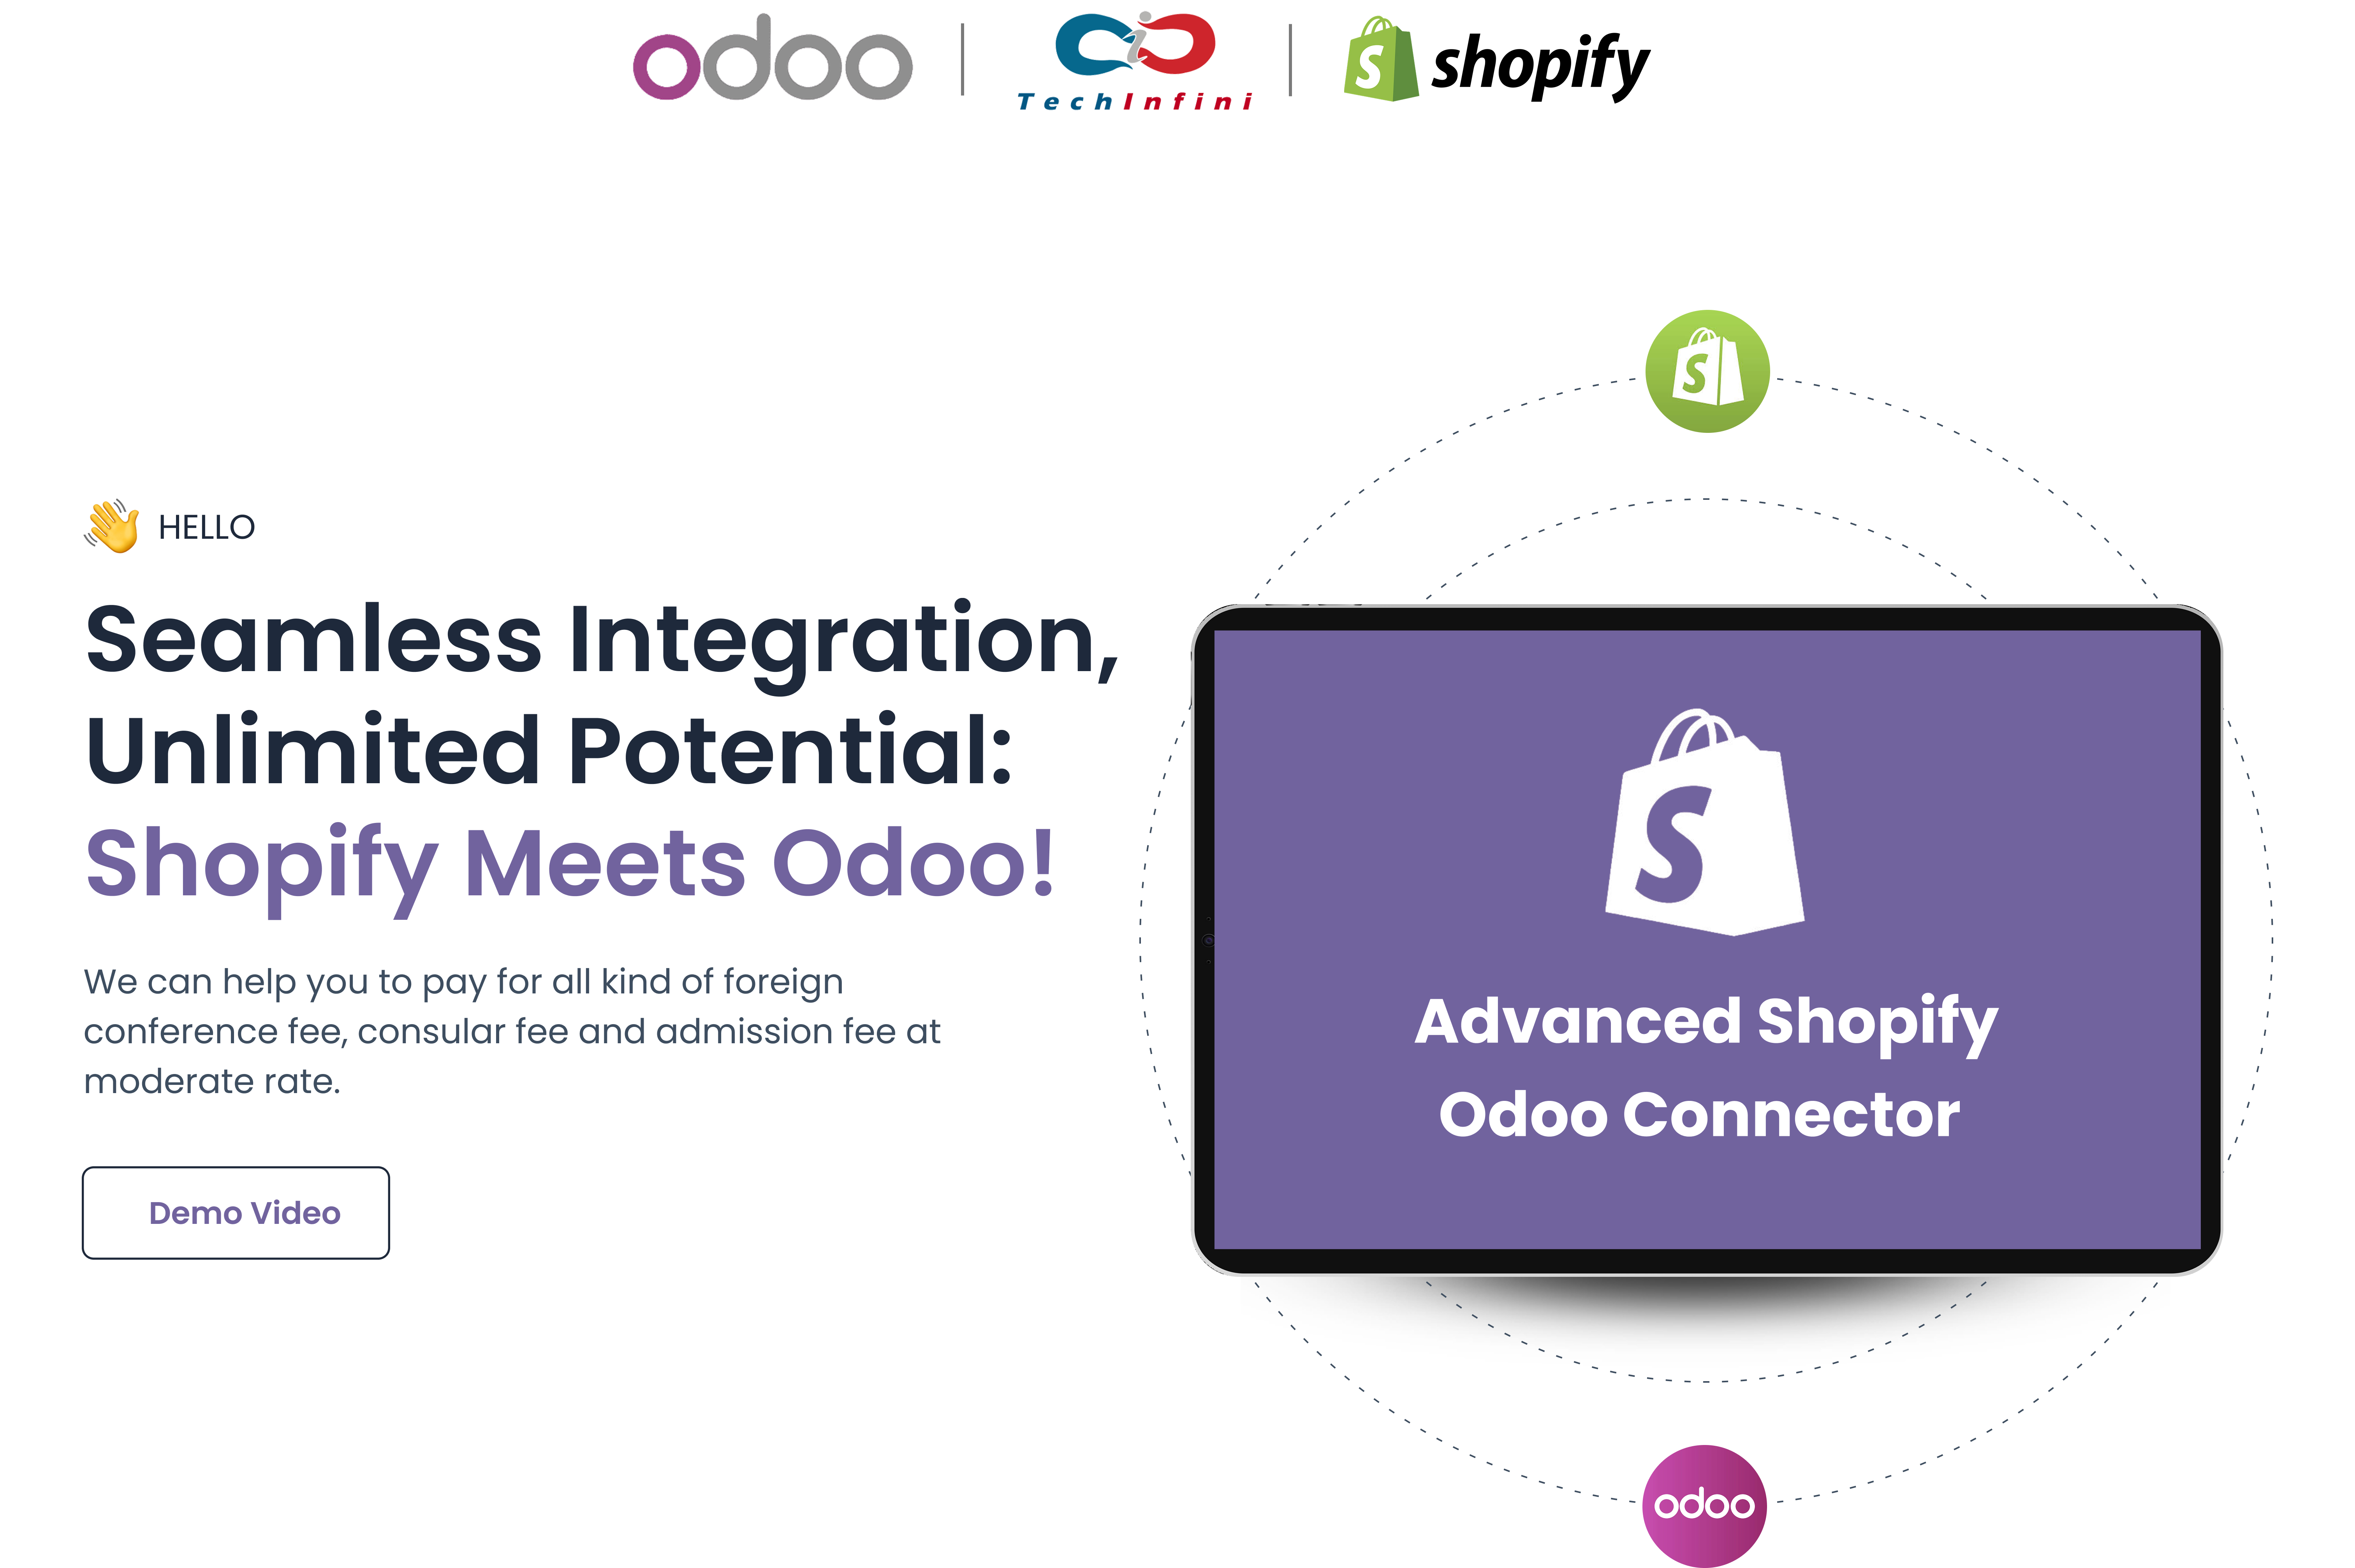 odoo
TechInfini
shopify
HELLO
Seamless Integration,
Unlimited Potential:
Shopify Meets Odoo!
We can help you to pay for all kind of foreign
conference fee, consular fee and admission fee at
moderate rate.
Demo Video
Advanced Shopify
Odoo Connector
odoo